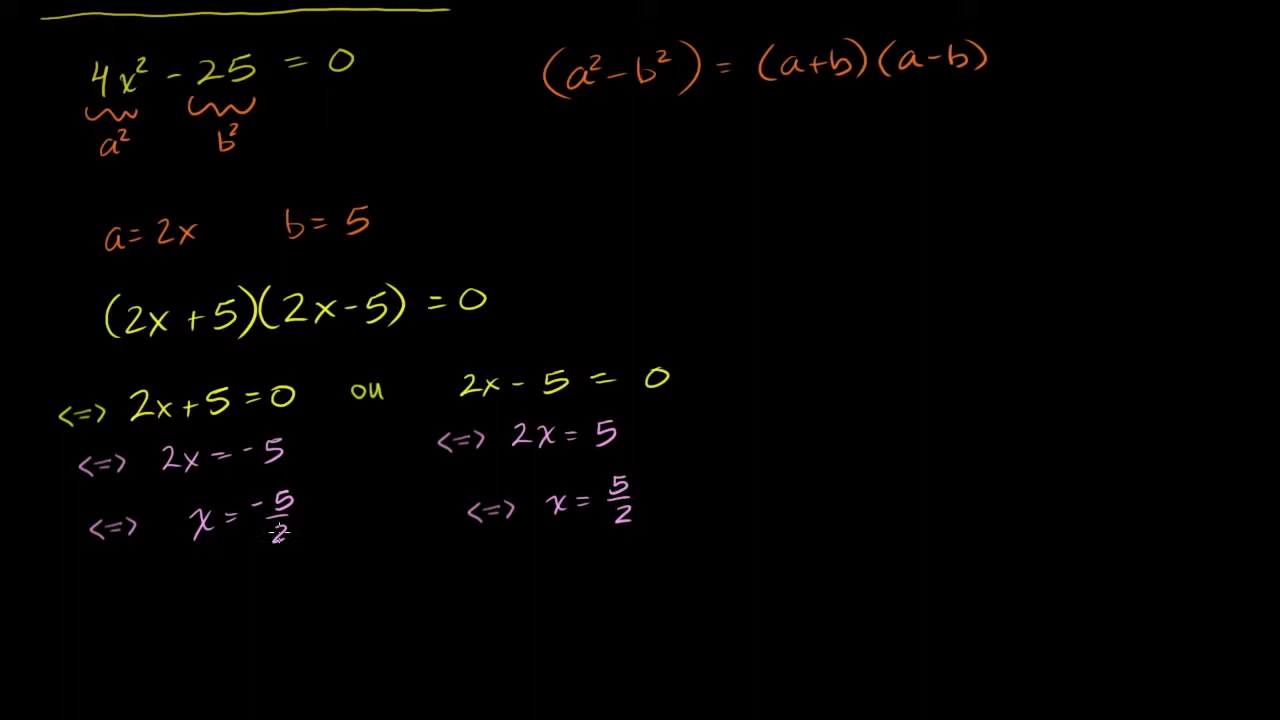 4x² - 25 = 0
(a² - b²) = (a+b)(a-b)
a² b²
a = 2x b = 5
(2x + 5)(2x - 5) = 0
<=> 2x + 5 = 0 ou 2x - 5 = 0
<=> 2x = -5 <=> 2x = 5
<=> x = -5/2 <=> x = 5/2